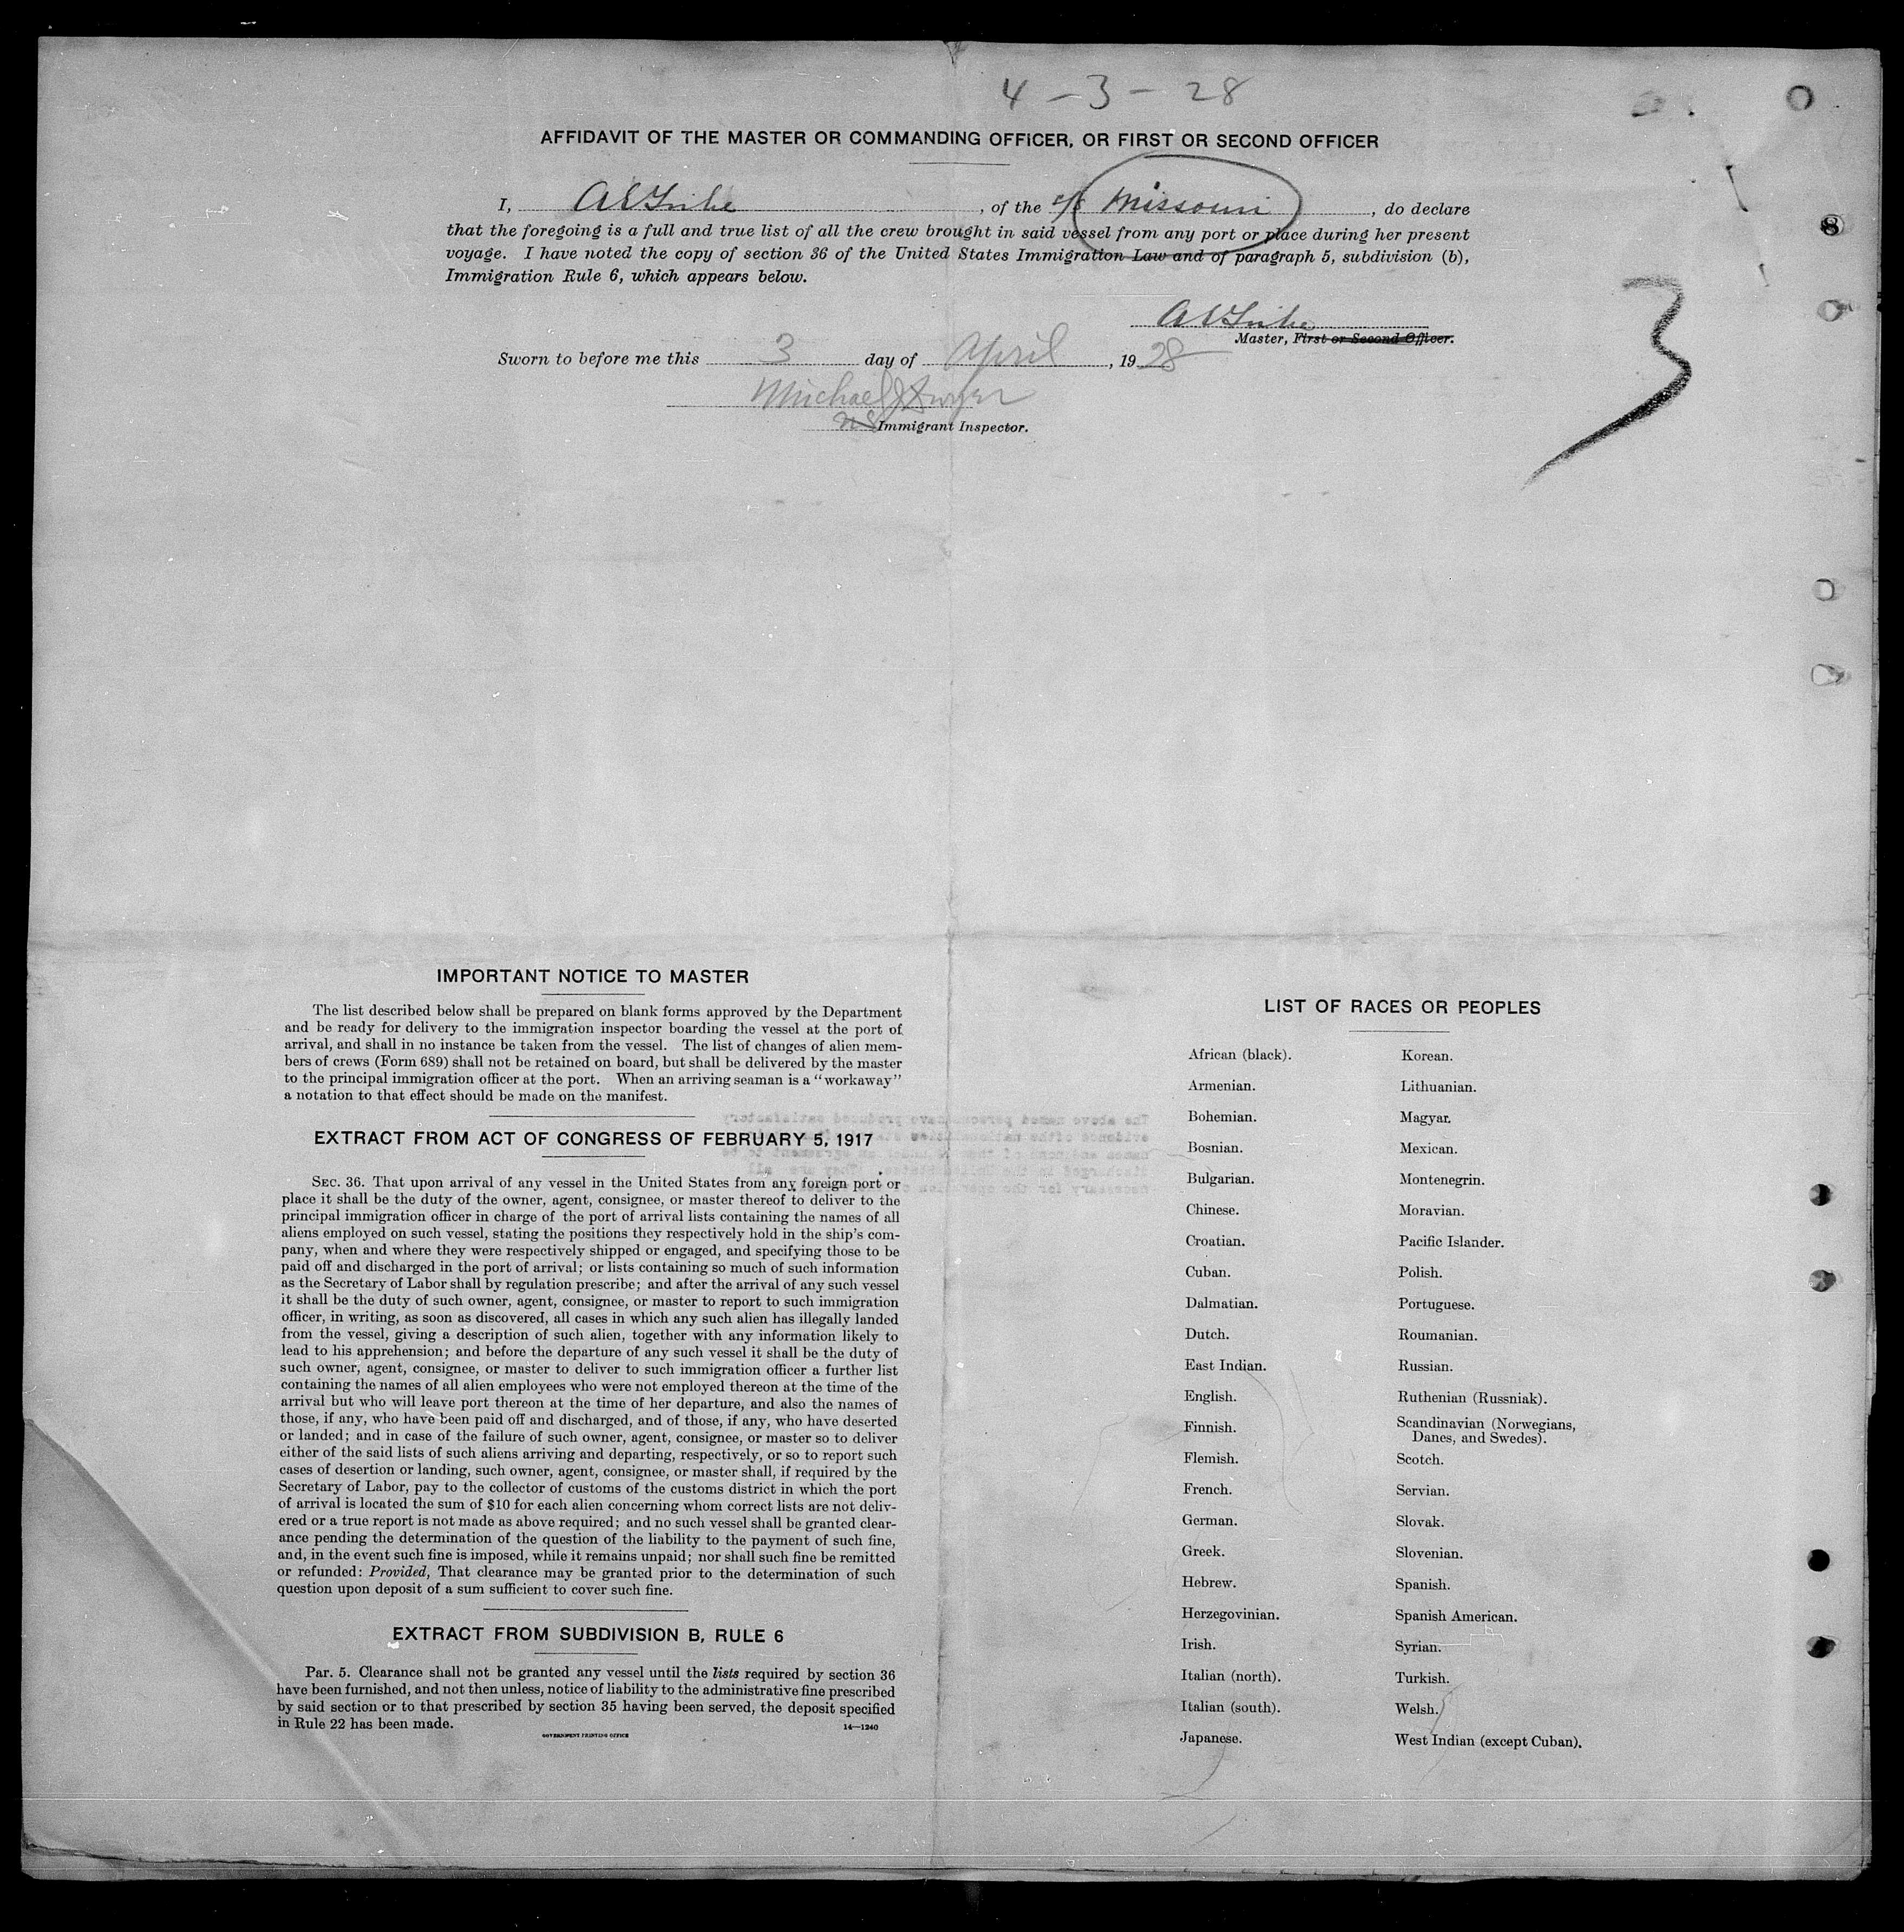 4 - 3 - 28
AFFIDAVIT OF THE MASTER OR COMMANDING OFFICER, OR FIRST OR SECOND OFFICER
I, , of the s/s Missouri , do declare
that the foregoing is a full and true list of all the crew brought in said vessel from any port or place during her present
voyage. I have noted the copy of section 36 of the United States Immigration Law and of paragraph 5, subdivision (b),
Immigration Rule 6, which appears below.
Master, First or Second Officer.
Sworn to before me this 3 day of April, 1928
Michael J Dwyer
Immigrant Inspector.
3
8
IMPORTANT NOTICE TO MASTER
The list described below shall be prepared on blank forms approved by the Department
and be ready for delivery to the immigration inspector boarding the vessel at the port of
arrival, and shall in no instance be taken from the vessel. The list of changes of alien mem-
bers of crews (Form 689) shall not be retained on board, but shall be delivered by the master
to the principal immigration officer at the port. When an arriving seaman is a "workaway"
a notation to that effect should be made on the manifest.
EXTRACT FROM ACT OF CONGRESS OF FEBRUARY 5, 1917
SEC. 36. That upon arrival of any vessel in the United States from any foreign port or
place it shall be the duty of the owner, agent, consignee, or master thereof to deliver to the
principal immigration officer in charge of the port of arrival lists containing the names of all
aliens employed on such vessel, stating the positions they respectively hold in the ship's com-
pany, when and where they were respectively shipped or engaged, and specifying those to be
paid off and discharged in the port of arrival; or lists containing so much of such information
as the Secretary of Labor shall by regulation prescribe; and after the arrival of any such vessel
it shall be the duty of such owner, agent, consignee, or master to report to such immigration
officer, in writing, as soon as discovered, all cases in which any such alien has illegally landed
from the vessel, giving a description of such alien, together with any information likely to
lead to his apprehension; and before the departure of any such vessel it shall be the duty of
such owner, agent, consignee, or master to deliver to such immigration officer a further list
containing the names of all alien employees who were not employed thereon at the time of the
arrival but who will leave port thereon at the time of her departure, and also the names of
those, if any, who have been paid off and discharged, and of those, if any, who have deserted
or landed; and in case of the failure of such owner, agent, consignee, or master so to deliver
either of the said lists of such aliens arriving and departing, respectively, or so to report such
cases of desertion or landing, such owner, agent, consignee, or master shall, if required by the
Secretary of Labor, pay to the collector of customs of the customs district in which the port
of arrival is located the sum of $10 for each alien concerning whom correct lists are not deliv-
ered or a true report is not made as above required; and no such vessel shall be granted clear-
ance pending the determination of the question of the liability to the payment of such fine,
and, in the event such fine is imposed, while it remains unpaid; nor shall such fine be remitted
or refunded: Provided, That clearance may be granted prior to the determination of such
question upon deposit of a sum sufficient to cover such fine.
EXTRACT FROM SUBDIVISION B, RULE 6
Par. 5. Clearance shall not be granted any vessel until the lists required by section 36
have been furnished, and not then unless, notice of liability to the administrative fine prescribed
by said section or to that prescribed by section 35 having been served, the deposit specified
in Rule 22 has been made.
14—1240
GOVERNMENT PRINTING OFFICE
LIST OF RACES OR PEOPLES
African (black).
Armenian.
Bohemian.
Bosnian.
Bulgarian.
Chinese.
Croatian.
Cuban.
Dalmatian.
Dutch.
East Indian.
English.
Finnish.
Flemish.
French.
German.
Greek.
Hebrew.
Herzegovinian.
Irish.
Italian (north).
Italian (south).
Japanese.
Korean.
Lithuanian.
Magyar.
Mexican.
Montenegrin.
Moravian.
Pacific Islander.
Polish.
Portuguese.
Roumanian.
Russian.
Ruthenian (Russniak).
Scandinavian (Norwegians,
Danes, and Swedes).
Scotch.
Servian.
Slovak.
Slovenian.
Spanish.
Spanish American.
Syrian.
Turkish.
Welsh.
West Indian (except Cuban).